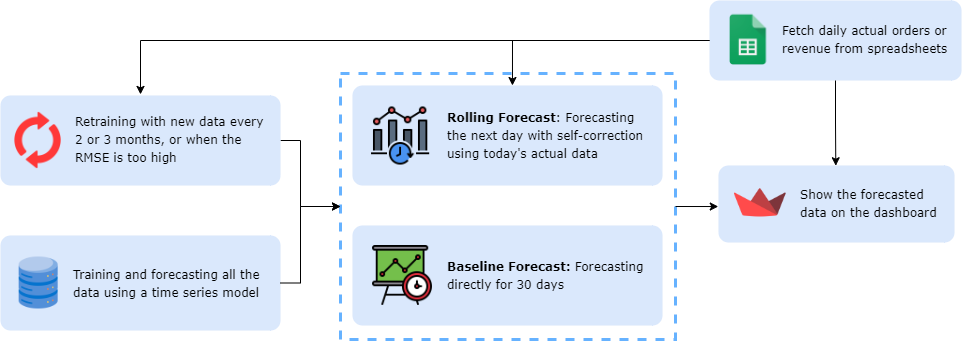 Fetch daily actual orders or
revenue from spreadsheets
Retraining with new data every
2 or 3 months, or when the
RMSE is too high
Rolling Forecast: Forecasting
the next day with self-correction
using today's actual data
Show the forecasted
data on the dashboard
Training and forecasting all the
data using a time series model
Baseline Forecast: Forecasting
directly for 30 days